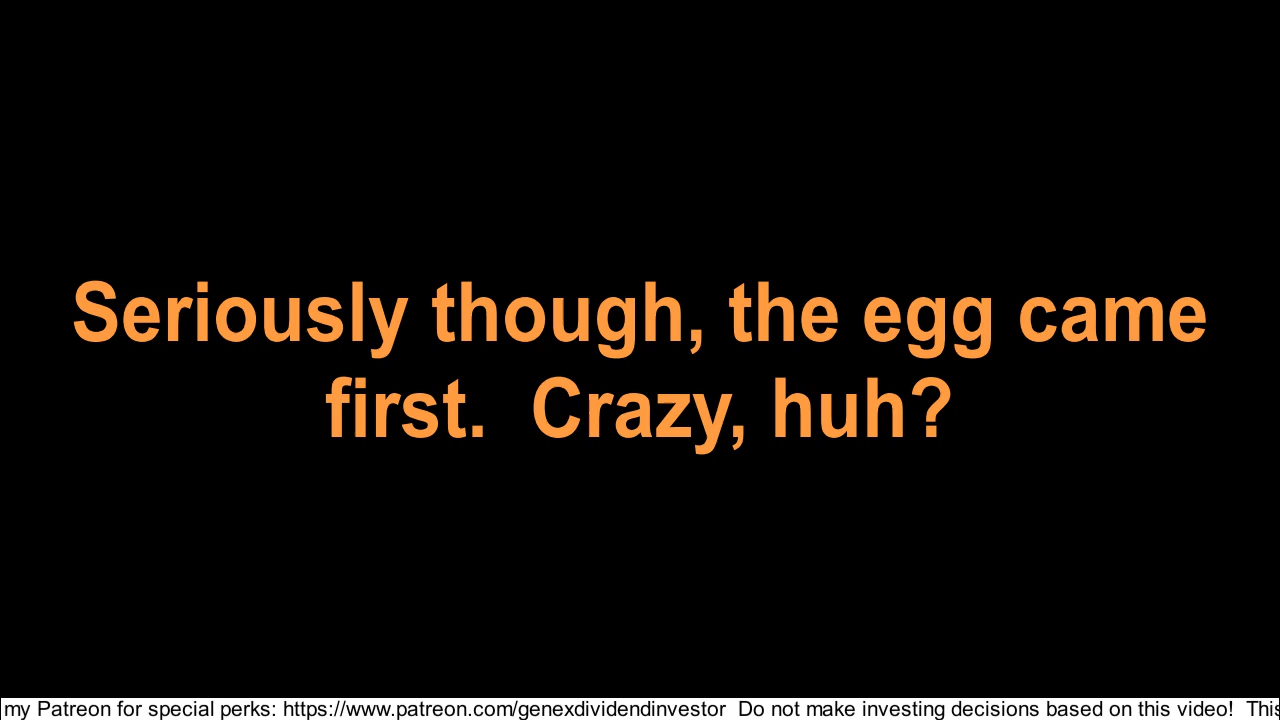 Seriously though, the egg came
first.  Crazy, huh?
my Patreon for special perks: https://www.patreon.com/genexdividendinvestor  Do not make investing decisions based on this video!  This